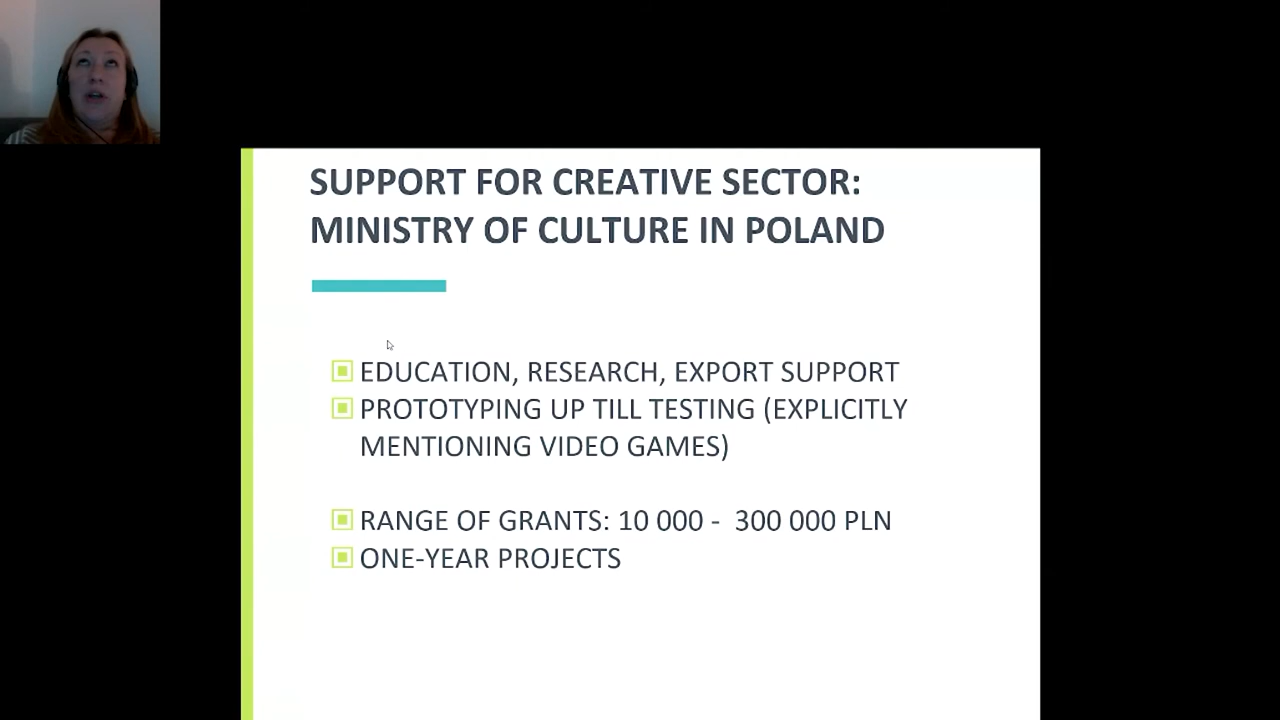 SUPPORT FOR CREATIVE SECTOR:
MINISTRY OF CULTURE IN POLAND
EDUCATION, RESEARCH, EXPORT SUPPORT
PROTOTYPING UP TILL TESTING (EXPLICITLY
MENTIONING VIDEO GAMES)
RANGE OF GRANTS: 10 000 - 300 000 PLN
ONE-YEAR PROJECTS